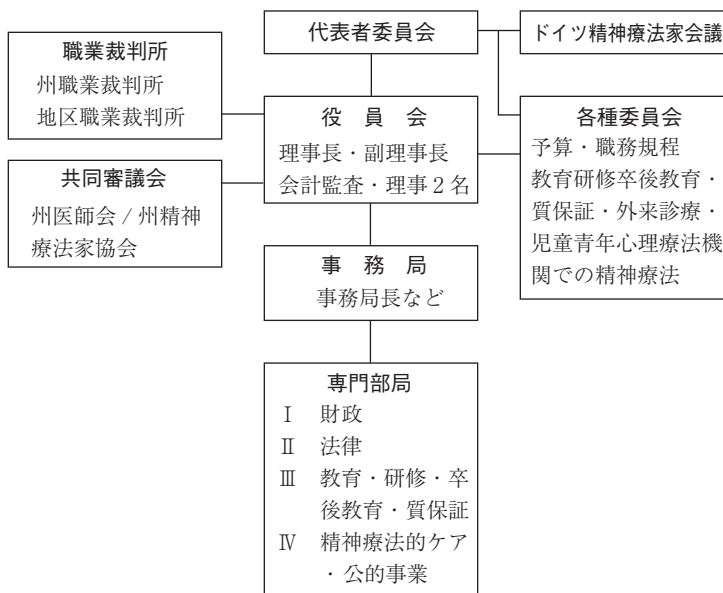 代表者委員会
ドイツ精神療法家会議
職業裁判所
州職業裁判所
地区職業裁判所
役　員　会
理事長・副理事長
会計監査・理事２名
各種委員会
予算・職務規程
教育研修卒後教育・
質保証・外来診療・
児童青年心理療法機
関での精神療法
共同審議会
州医師会 / 州精神
療法家協会
事　務　局
事務局長など
専門部局
Ⅰ　財政
Ⅱ　法律
Ⅲ　教育・研修・卒
後教育・質保証
Ⅳ　精神療法的ケア
・公的事業